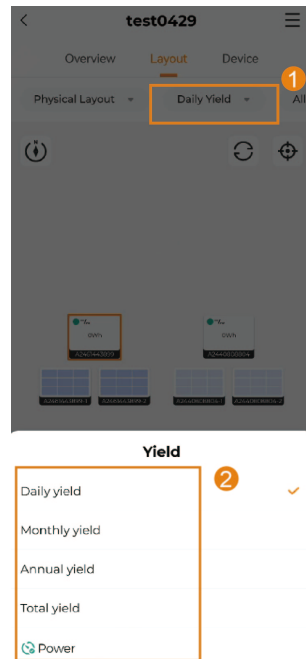 test0429
Overview Layout Device
1
Physical Layout Daily Yield All
N
Yield
2
Daily yield
Monthly yield
Annual yield
Total yield
Power